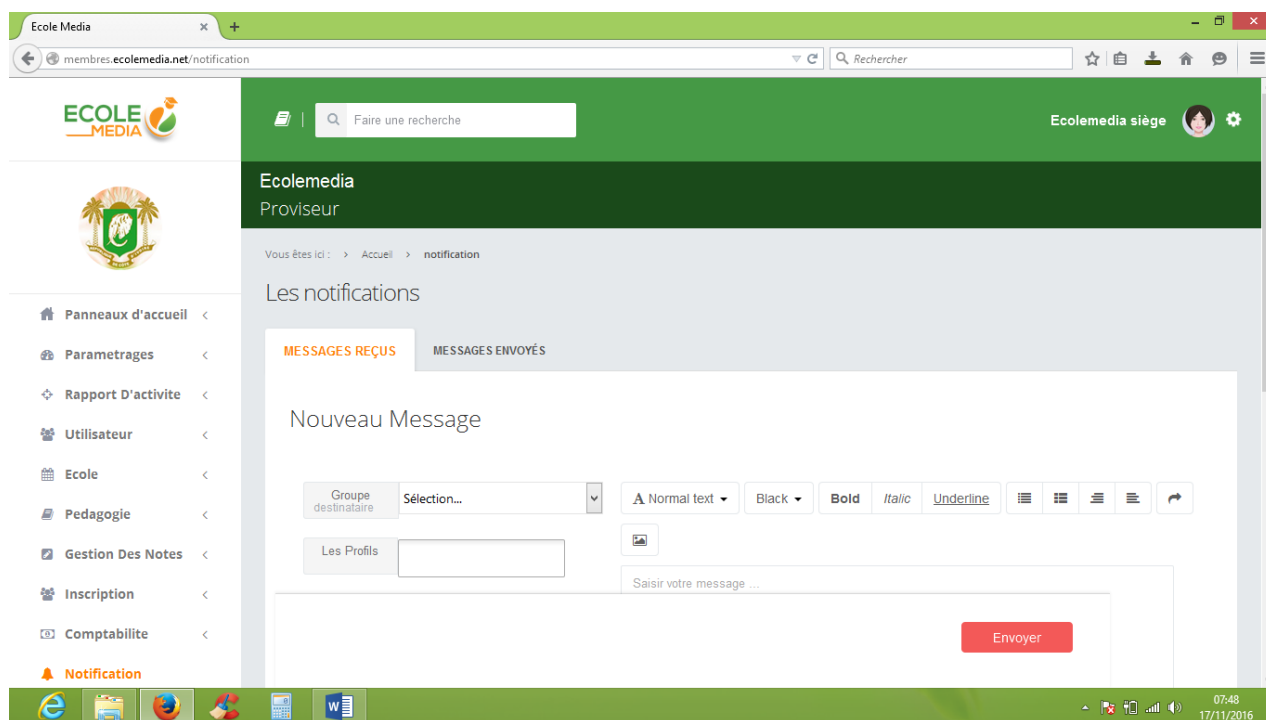 Ecole Media
membres.ecolemedia.net/notification
Rechercher
ECOLE
MEDIA
Faire une recherche
Ecolemedia siège
Ecolemedia
Proviseur
Vous êtes ici : > Accueil > notification
Les notifications
Panneaux d'accueil
Parametrages
Rapport D'activite
Utilisateur
Ecole
Pedagogie
Gestion Des Notes
Inscription
Comptabilite
Notification
MESSAGES REÇUS
MESSAGES ENVOYÉS
Nouveau Message
Groupe
destinataire
Sélection...
Les Profils
A Normal text
Black
Bold
Italic
Underline
Saisir votre message ...
Envoyer
07:48
17/11/2016